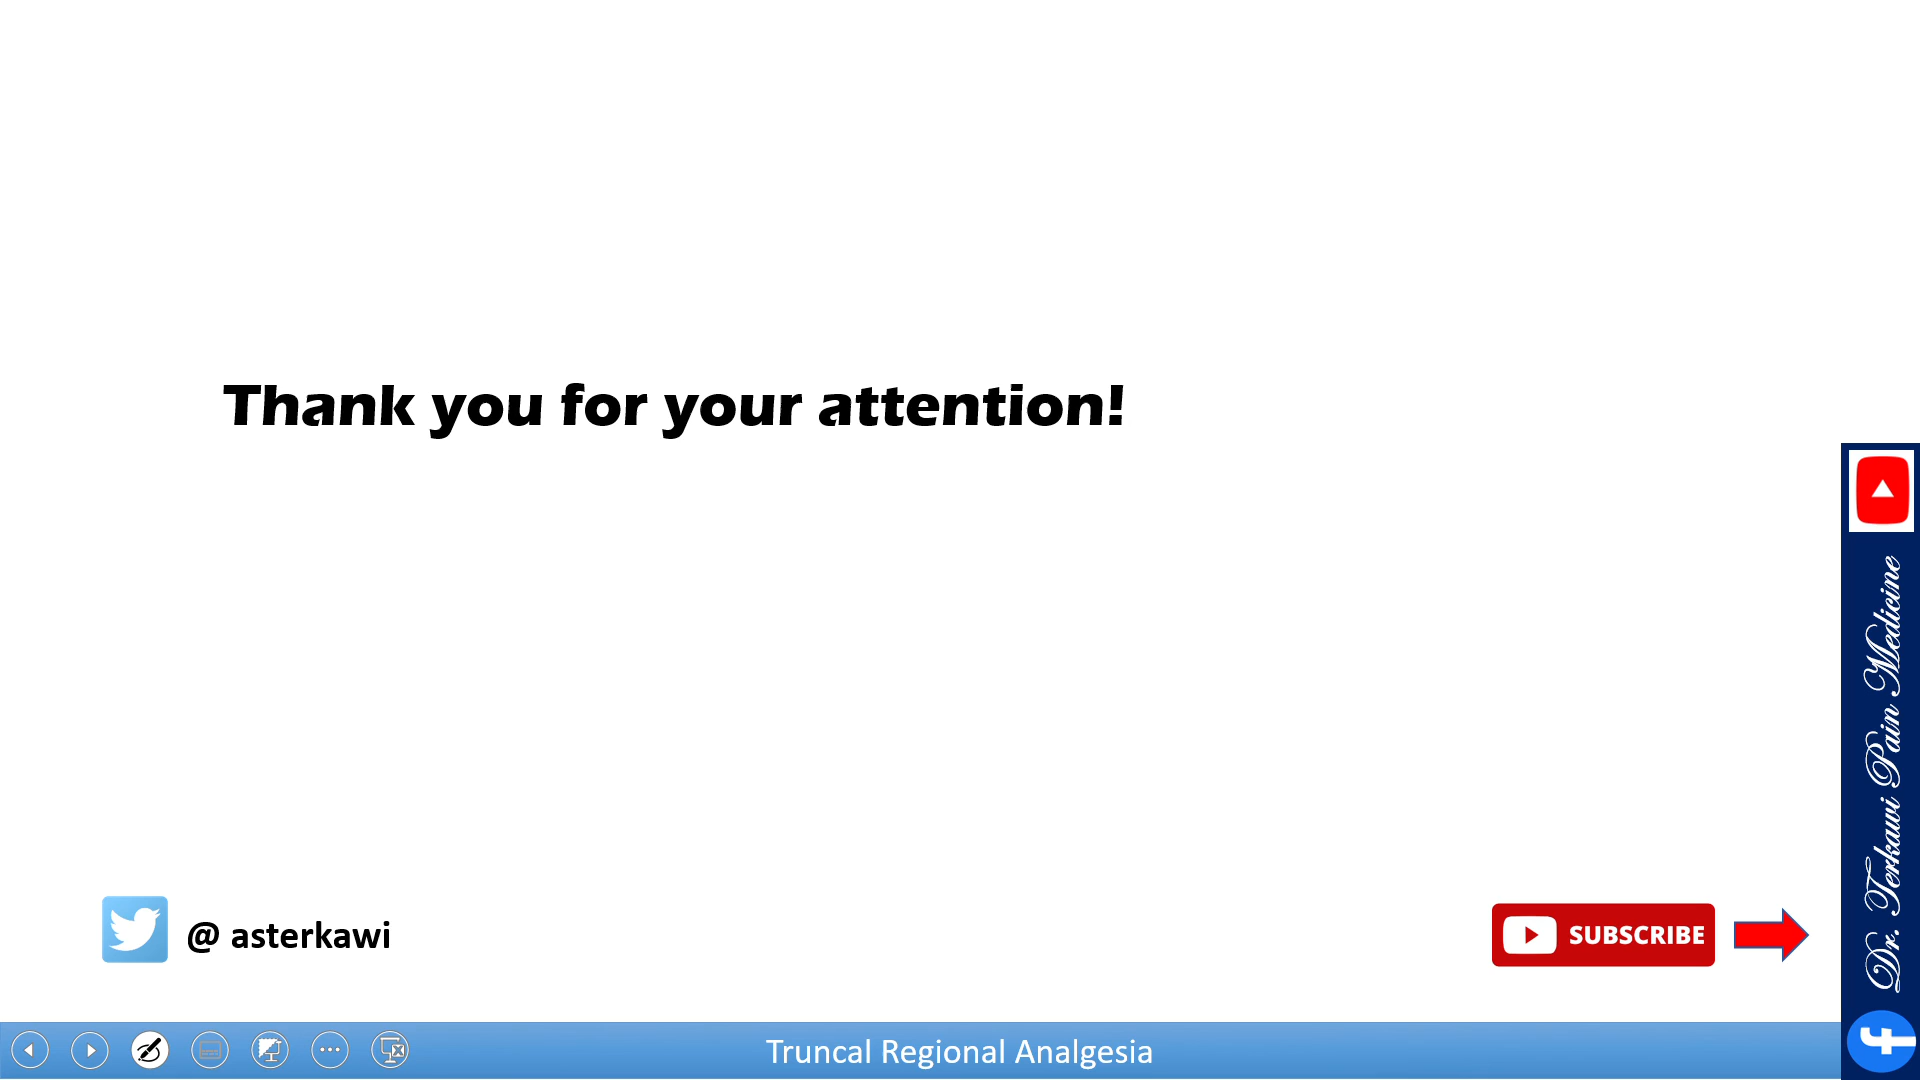 Thank you for your attention!
@ asterkawi
SUBSCRIBE
Dr. Terkawi Pain Medicine
Truncal Regional Analgesia